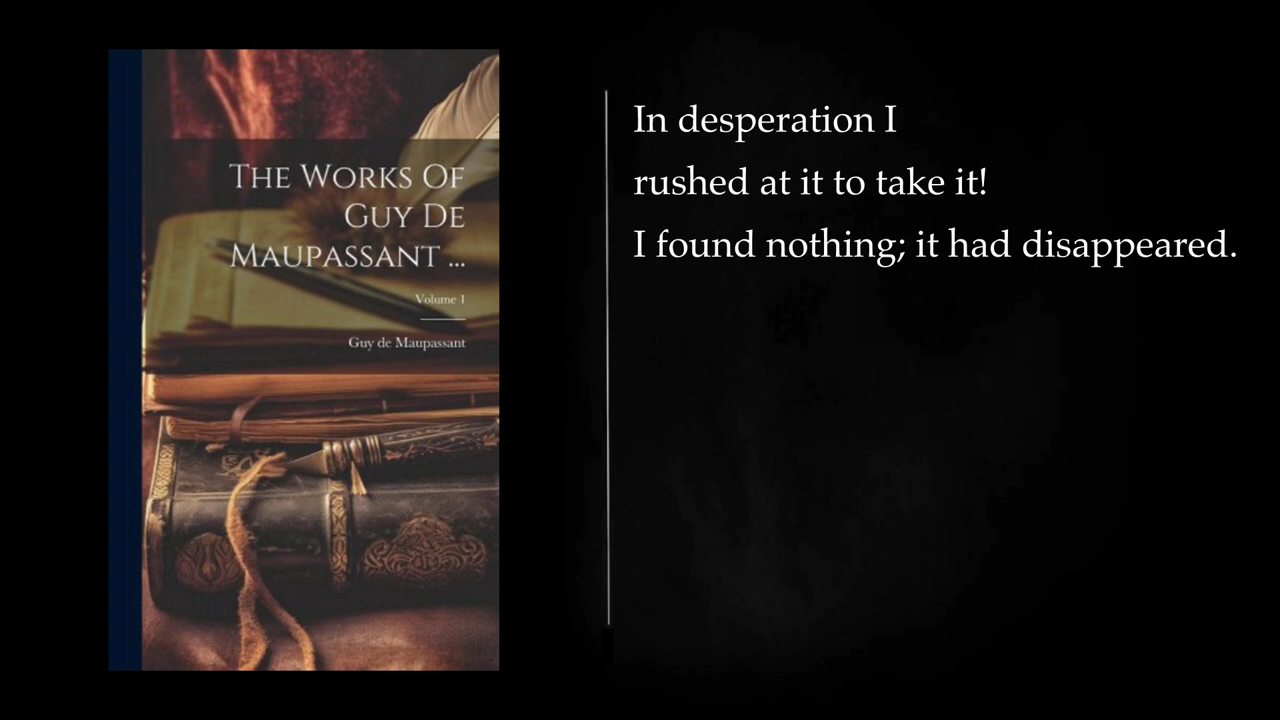 The Works Of
Guy De
Maupassant ...
Volume 1
Guy de Maupassant
In desperation I
rushed at it to take it!
I found nothing; it had disappeared.